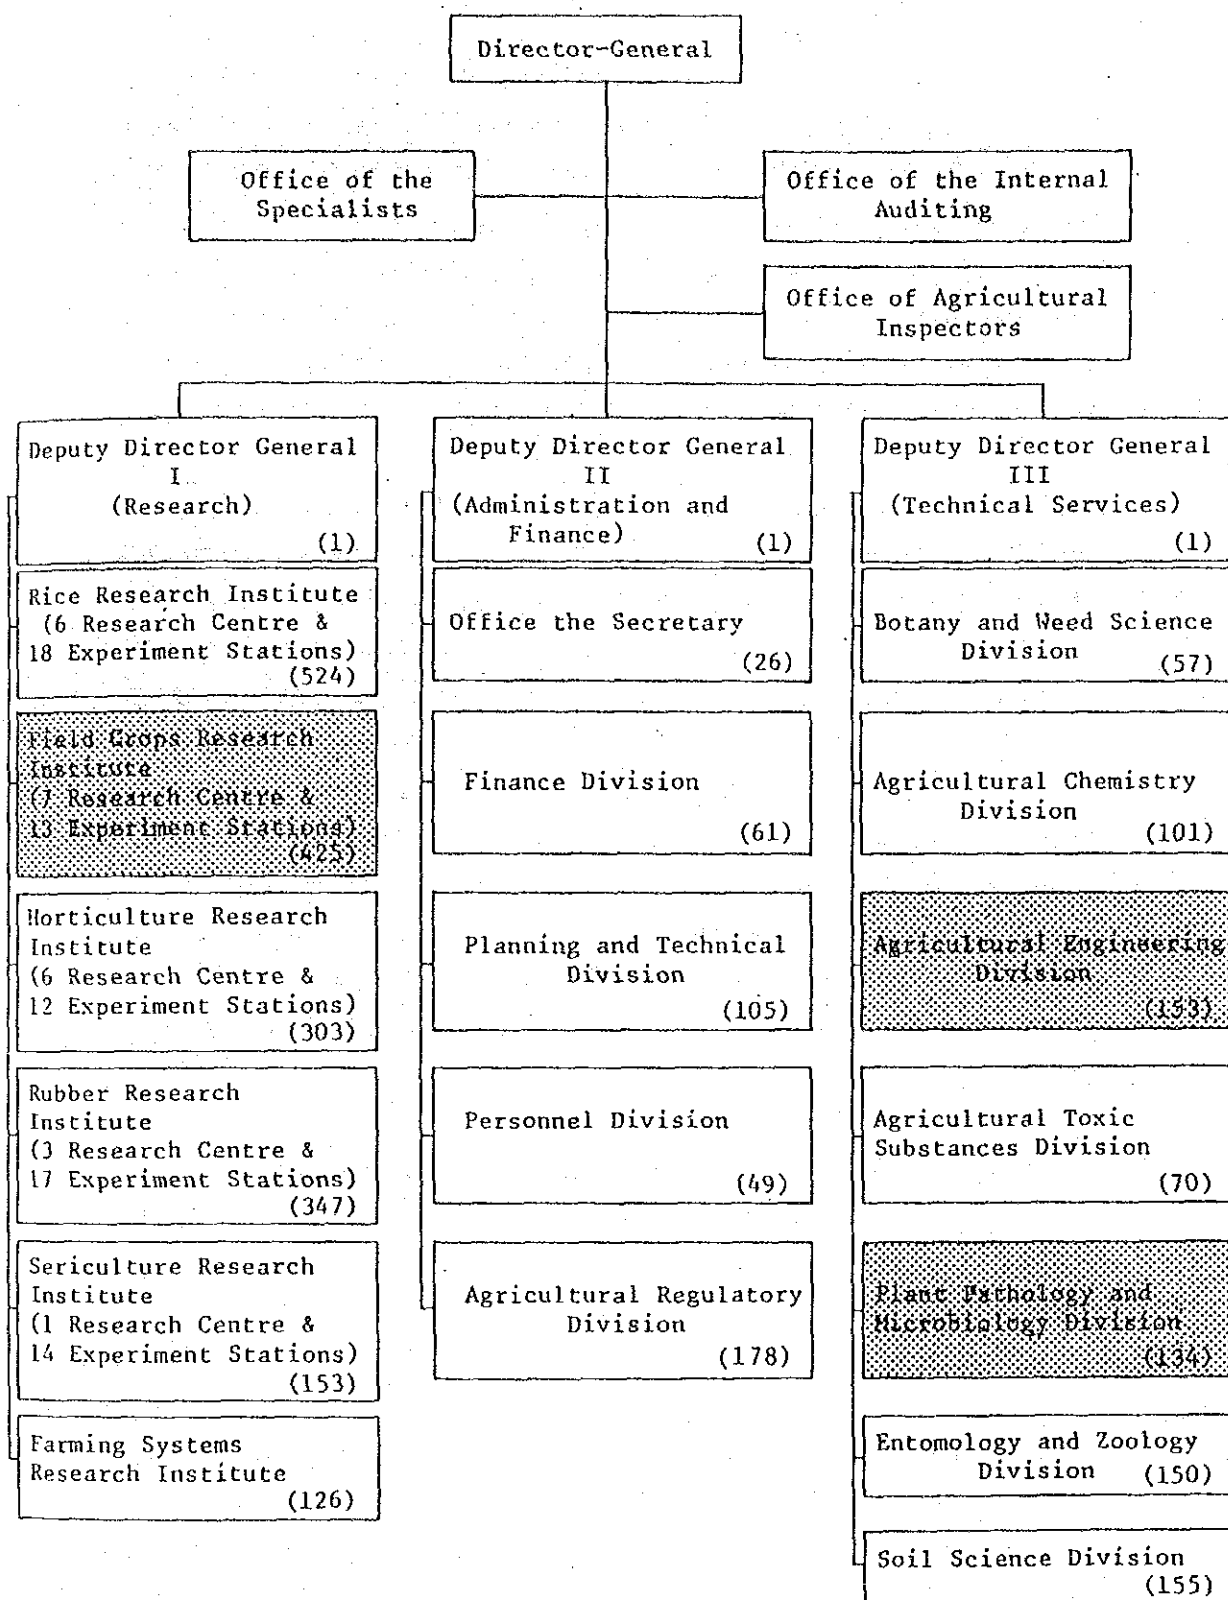 Director-General
Office of the
Specialists
Office of the Internal
Auditing
Office of Agricultural
Inspectors
Deputy Director General
I
(Research)
(1)
Rice Research Institute
(6 Research Centre &
18 Experiment Stations)
(524)
Field Crops Research
Institute
(7 Research Centre &
13 Experiment Stations)
(425)
Horticulture Research
Institute
(6 Research Centre &
12 Experiment Stations)
(303)
Rubber Research
Institute
(3 Research Centre &
17 Experiment Stations)
(347)
Sericulture Research
Institute
(1 Research Centre &
14 Experiment Stations)
(153)
Farming Systems
Research Institute
(126)
Deputy Director General
II
(Administration and
Finance) (1)
Office the Secretary
(26)
Finance Division
(61)
Planning and Technical
Division
(105)
Personnel Division
(49)
Agricultural Regulatory
Division
(178)
Deputy Director General
III
(Technical Services)
(1)
Botany and Weed Science
Division (57)
Agricultural Chemistry
Division
(101)
Agricultural Engineering
Division
(153)
Agricultural Toxic
Substances Division
(70)
Plant Pathology and
Microbiology Division
(134)
Entomology and Zoology
Division (150)
Soil Science Division
(155)